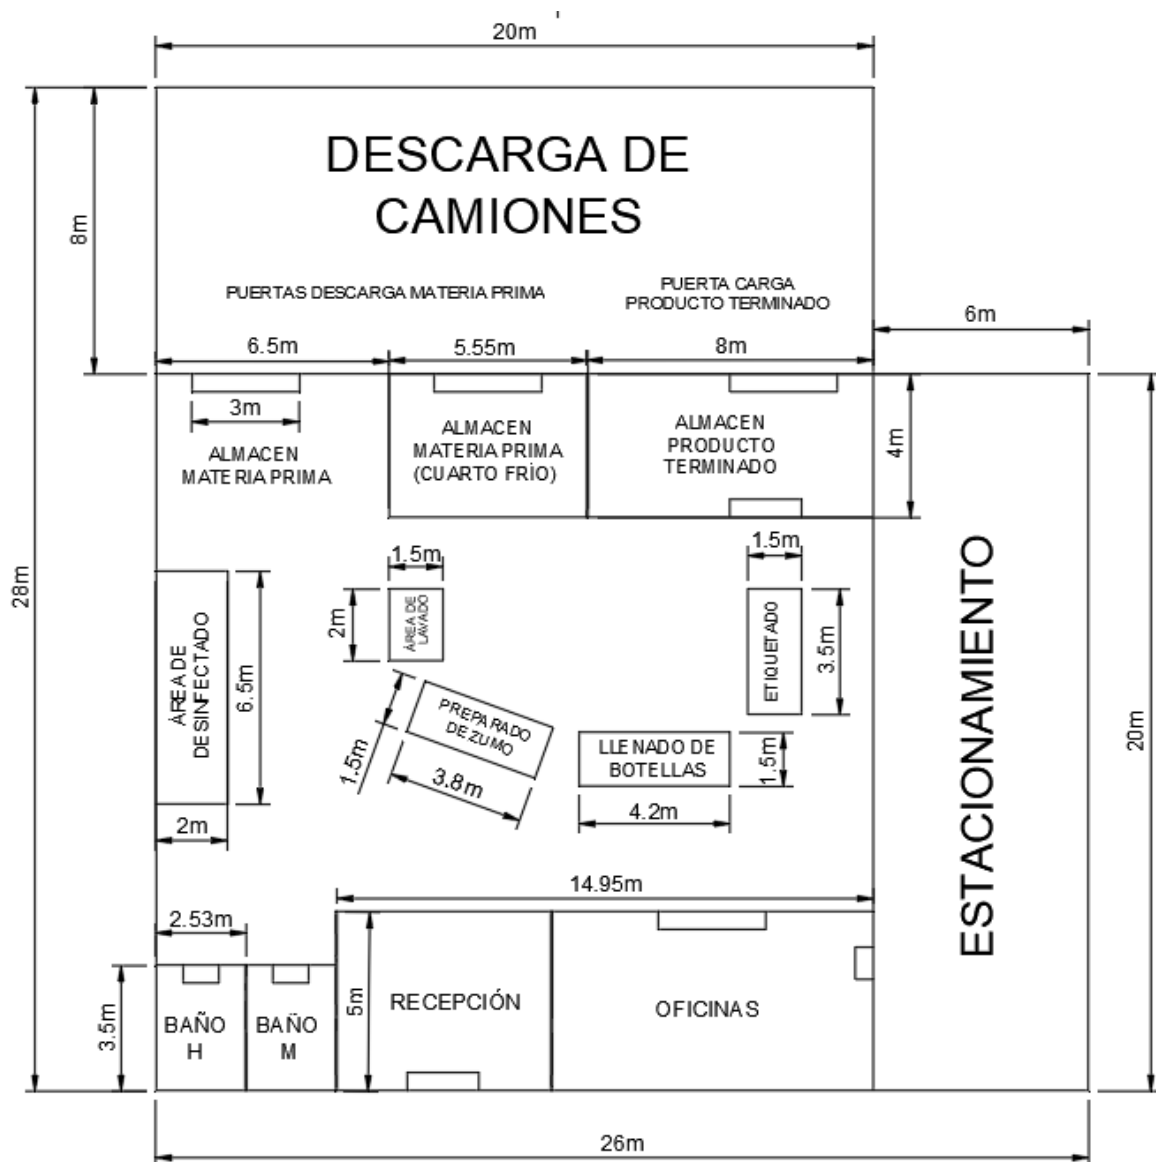 20m
DESCARGA DE
CAMIONES
8m
PUERTAS DESCARGA MATERIA PRIMA
PUERTA CARGA
PRODUCTO TERMINADO
6m
6.5m
5.55m
8m
3m
ALMACEN
MATERIA PRIMA
ALMACEN
MATERIA PRIMA
(CUARTO FRÍO)
ALMACEN
PRODUCTO
TERMINADO
4m
28m
1.5m
1.5m
2m
ÁREA DE
LAVADO
ETIQUETADO
3.5m
ÁREA DE
DESINFECTADO
6.5m
PREPARADO
DE ZUMO
1.5m
3.8m
LLENADO DE
BOTELLAS
1.5m
4.2m
2m
ESTACIONAMIENTO
20m
14.95m
2.53m
3.5m
BAÑO
H
BAÑO
M
5m
RECEPCIÓN
OFICINAS
26m